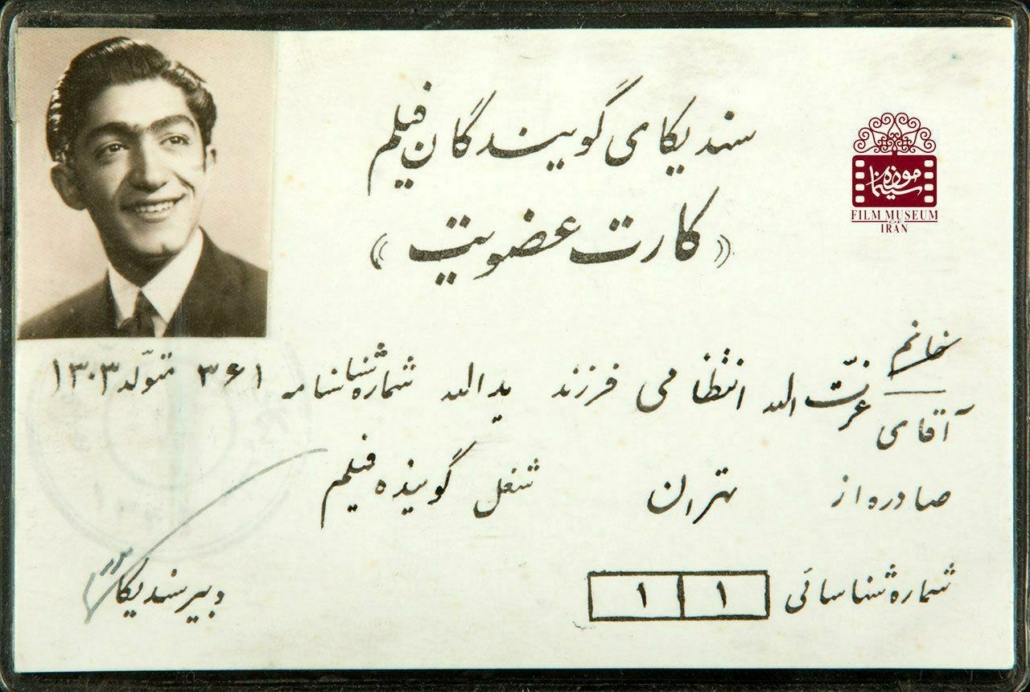 سندیکای گویندگان فیلم
«کارت عضویت»
موزه سینما
FILM MUSEUM
IRAN
خانم
آقای عزت الله انتظامی فرزند یدالله شماره شناسنامه ۳۶۱ متولد ۱۳۰۳
صادره از تهران شغل گوینده فیلم
شماره شناسائی ۱ ۱
دبیر سندیکا